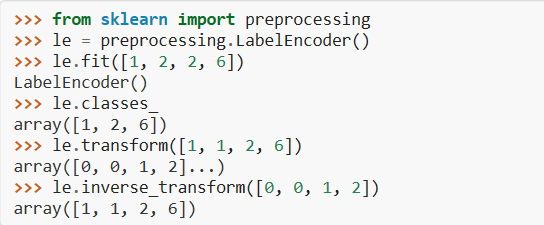 >>> from sklearn import preprocessing
>>> le = preprocessing.LabelEncoder()
>>> le.fit([1, 2, 2, 6])
LabelEncoder()
>>> le.classes_
array([1, 2, 6])
>>> le.transform([1, 1, 2, 6])
array([0, 0, 1, 2]...)
>>> le.inverse_transform([0, 0, 1, 2])
array([1, 1, 2, 6])